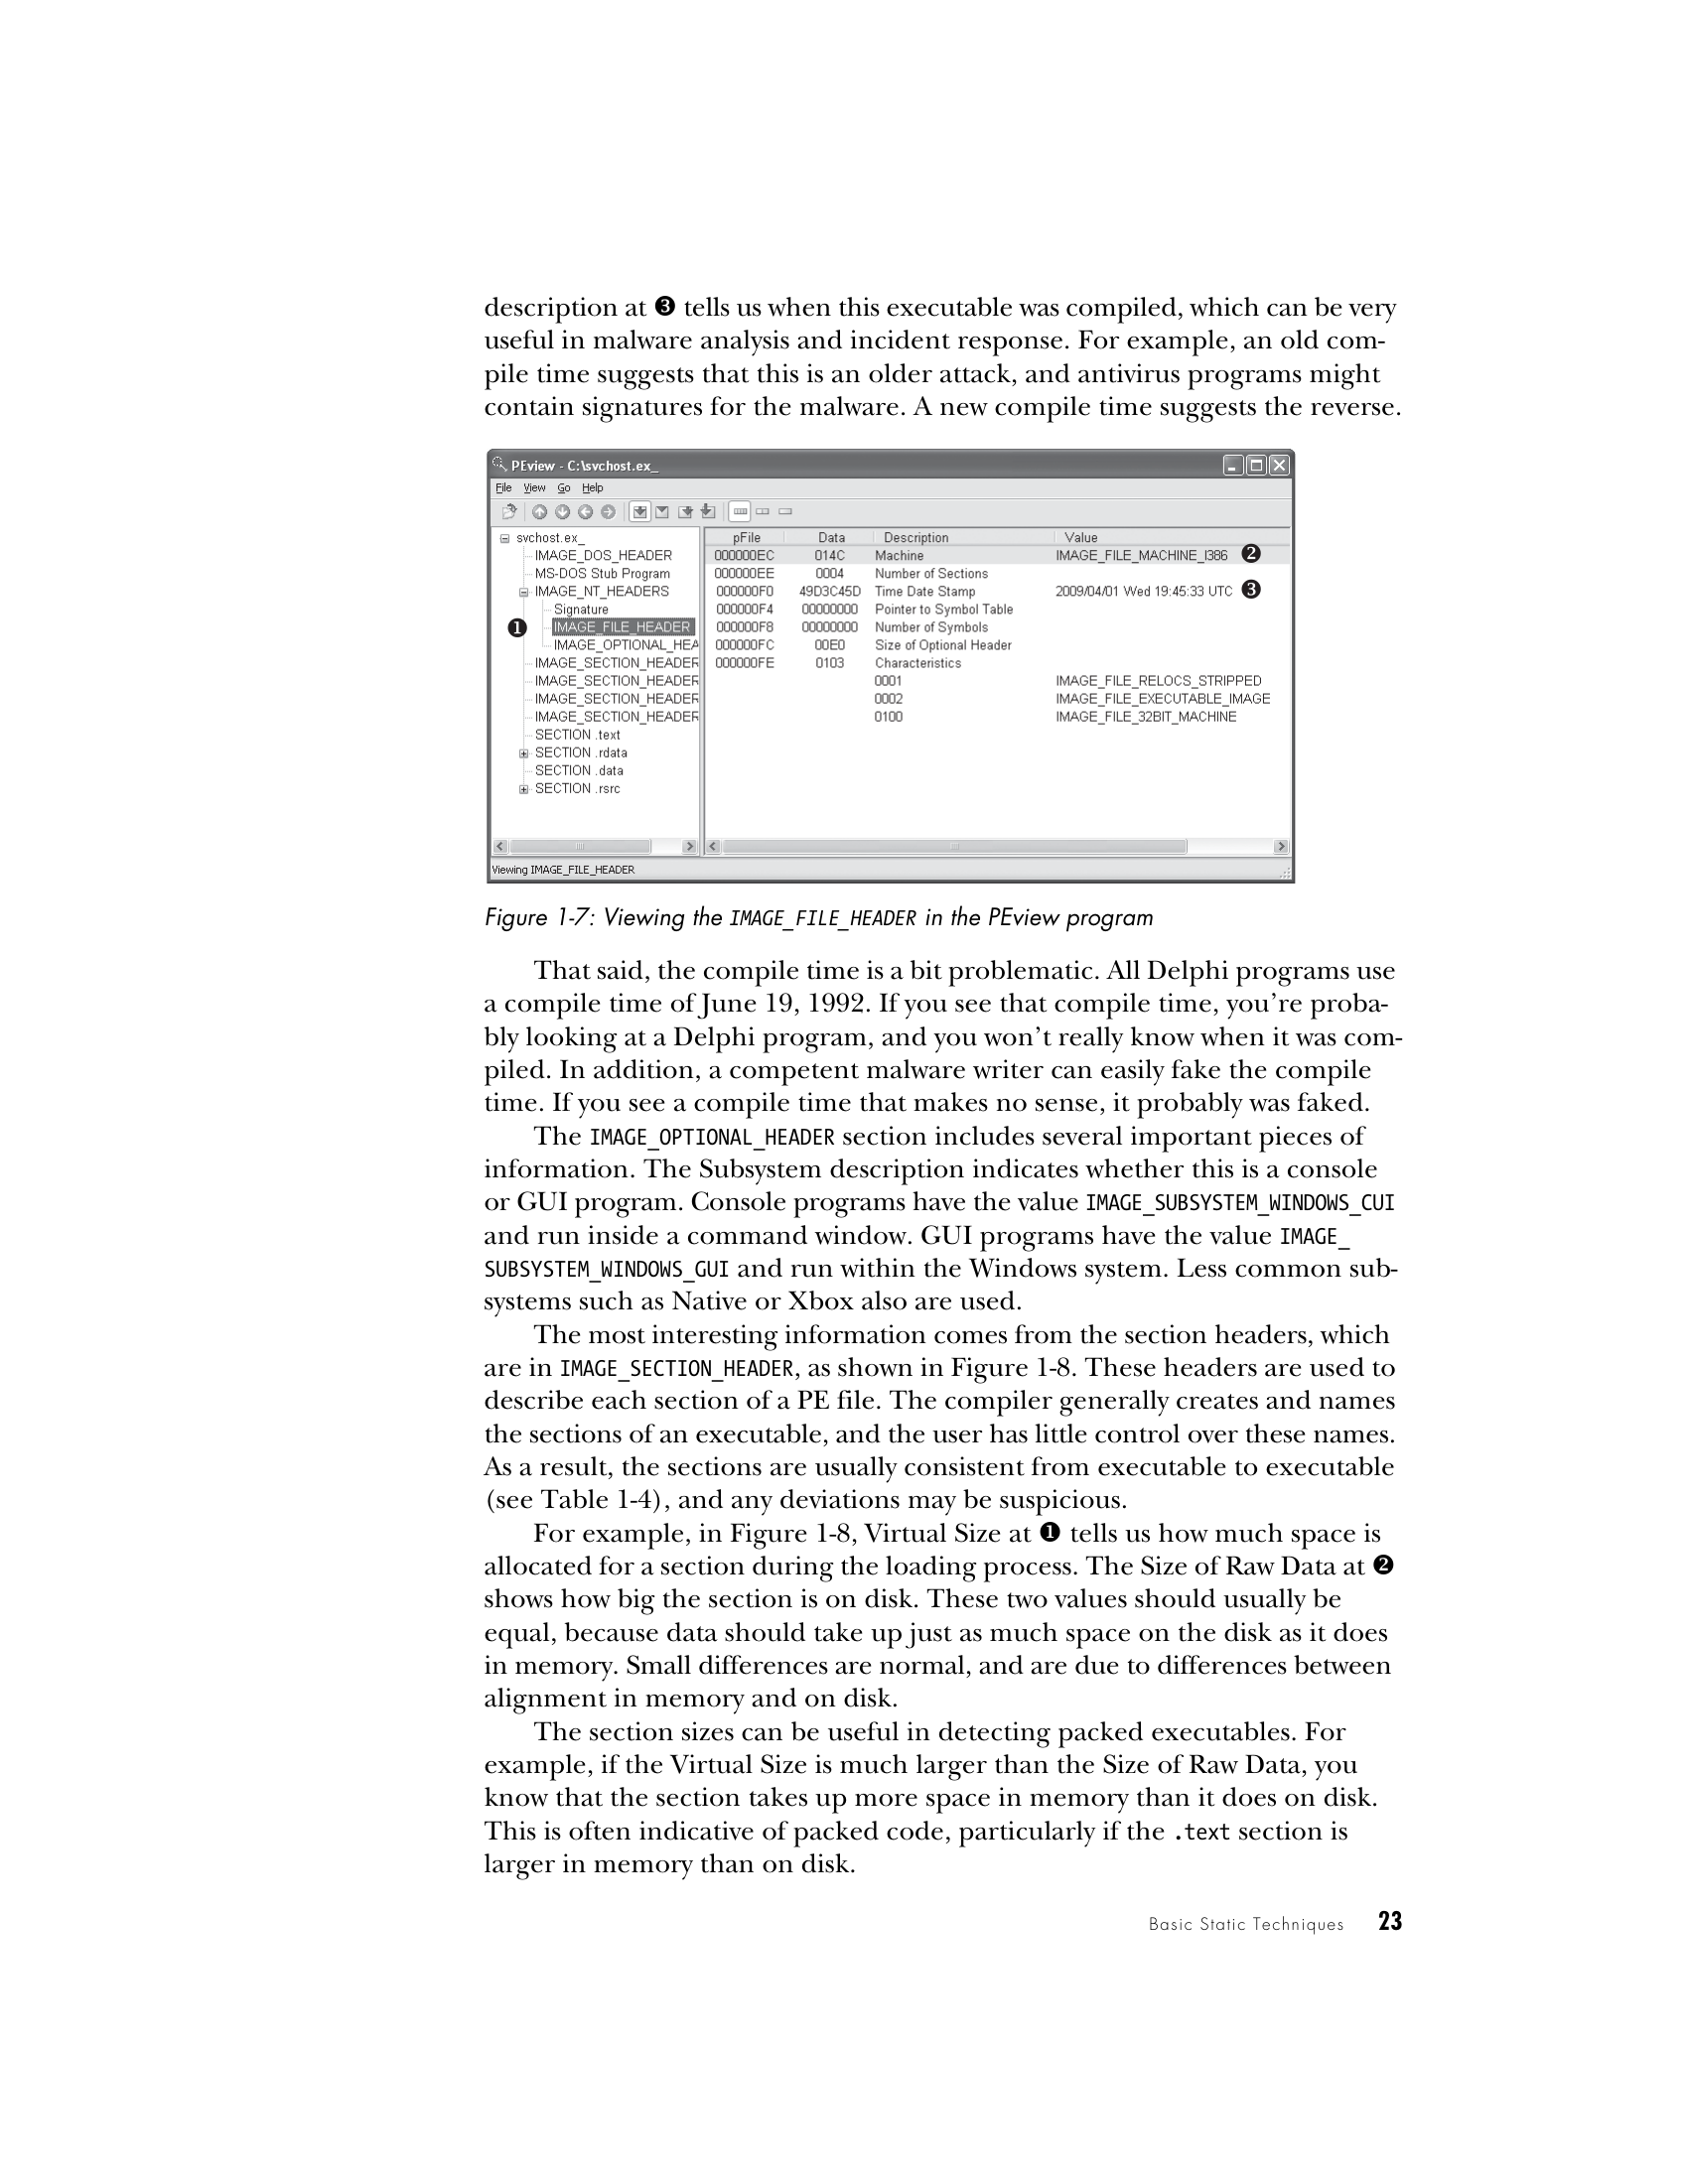 description at ❸ tells us when this executable was compiled, which can be very
useful in malware analysis and incident response. For example, an old com-
pile time suggests that this is an older attack, and antivirus programs might
contain signatures for the malware. A new compile time suggests the reverse.
PEview - C:\svchost.ex_
File View Go Help
pFile Data Description Value
svchost.ex_
IMAGE_DOS_HEADER 000000EC 014C Machine IMAGE_FILE_MACHINE_I386 ❷
MS-DOS Stub Program 000000EE 0004 Number of Sections
IMAGE_NT_HEADERS 000000F0 49D3C45D Time Date Stamp 2009/04/01 Wed 19:45:33 UTC ❸
Signature 000000F4 00000000 Pointer to Symbol Table
❶ IMAGE_FILE_HEADER 000000F8 00000000 Number of Symbols
IMAGE_OPTIONAL_HEA 000000FC 00E0 Size of Optional Header
IMAGE_SECTION_HEADER 000000FE 0103 Characteristics
IMAGE_SECTION_HEADER 0001 IMAGE_FILE_RELOCS_STRIPPED
IMAGE_SECTION_HEADER 0002 IMAGE_FILE_EXECUTABLE_IMAGE
IMAGE_SECTION_HEADER 0100 IMAGE_FILE_32BIT_MACHINE
SECTION .text
SECTION .rdata
SECTION .data
SECTION .rsrc
Viewing IMAGE_FILE_HEADER
Figure 1-7: Viewing the IMAGE_FILE_HEADER in the PEview program
That said, the compile time is a bit problematic. All Delphi programs use
a compile time of June 19, 1992. If you see that compile time, you're proba-
bly looking at a Delphi program, and you won't really know when it was com-
piled. In addition, a competent malware writer can easily fake the compile
time. If you see a compile time that makes no sense, it probably was faked.
The IMAGE_OPTIONAL_HEADER section includes several important pieces of
information. The Subsystem description indicates whether this is a console
or GUI program. Console programs have the value IMAGE_SUBSYSTEM_WINDOWS_CUI
and run inside a command window. GUI programs have the value IMAGE_
SUBSYSTEM_WINDOWS_GUI and run within the Windows system. Less common sub-
systems such as Native or Xbox also are used.
The most interesting information comes from the section headers, which
are in IMAGE_SECTION_HEADER, as shown in Figure 1-8. These headers are used to
describe each section of a PE file. The compiler generally creates and names
the sections of an executable, and the user has little control over these names.
As a result, the sections are usually consistent from executable to executable
(see Table 1-4), and any deviations may be suspicious.
For example, in Figure 1-8, Virtual Size at ❶ tells us how much space is
allocated for a section during the loading process. The Size of Raw Data at ❷
shows how big the section is on disk. These two values should usually be
equal, because data should take up just as much space on the disk as it does
in memory. Small differences are normal, and are due to differences between
alignment in memory and on disk.
The section sizes can be useful in detecting packed executables. For
example, if the Virtual Size is much larger than the Size of Raw Data, you
know that the section takes up more space in memory than it does on disk.
This is often indicative of packed code, particularly if the .text section is
larger in memory than on disk.
Basic Static Techniques 23